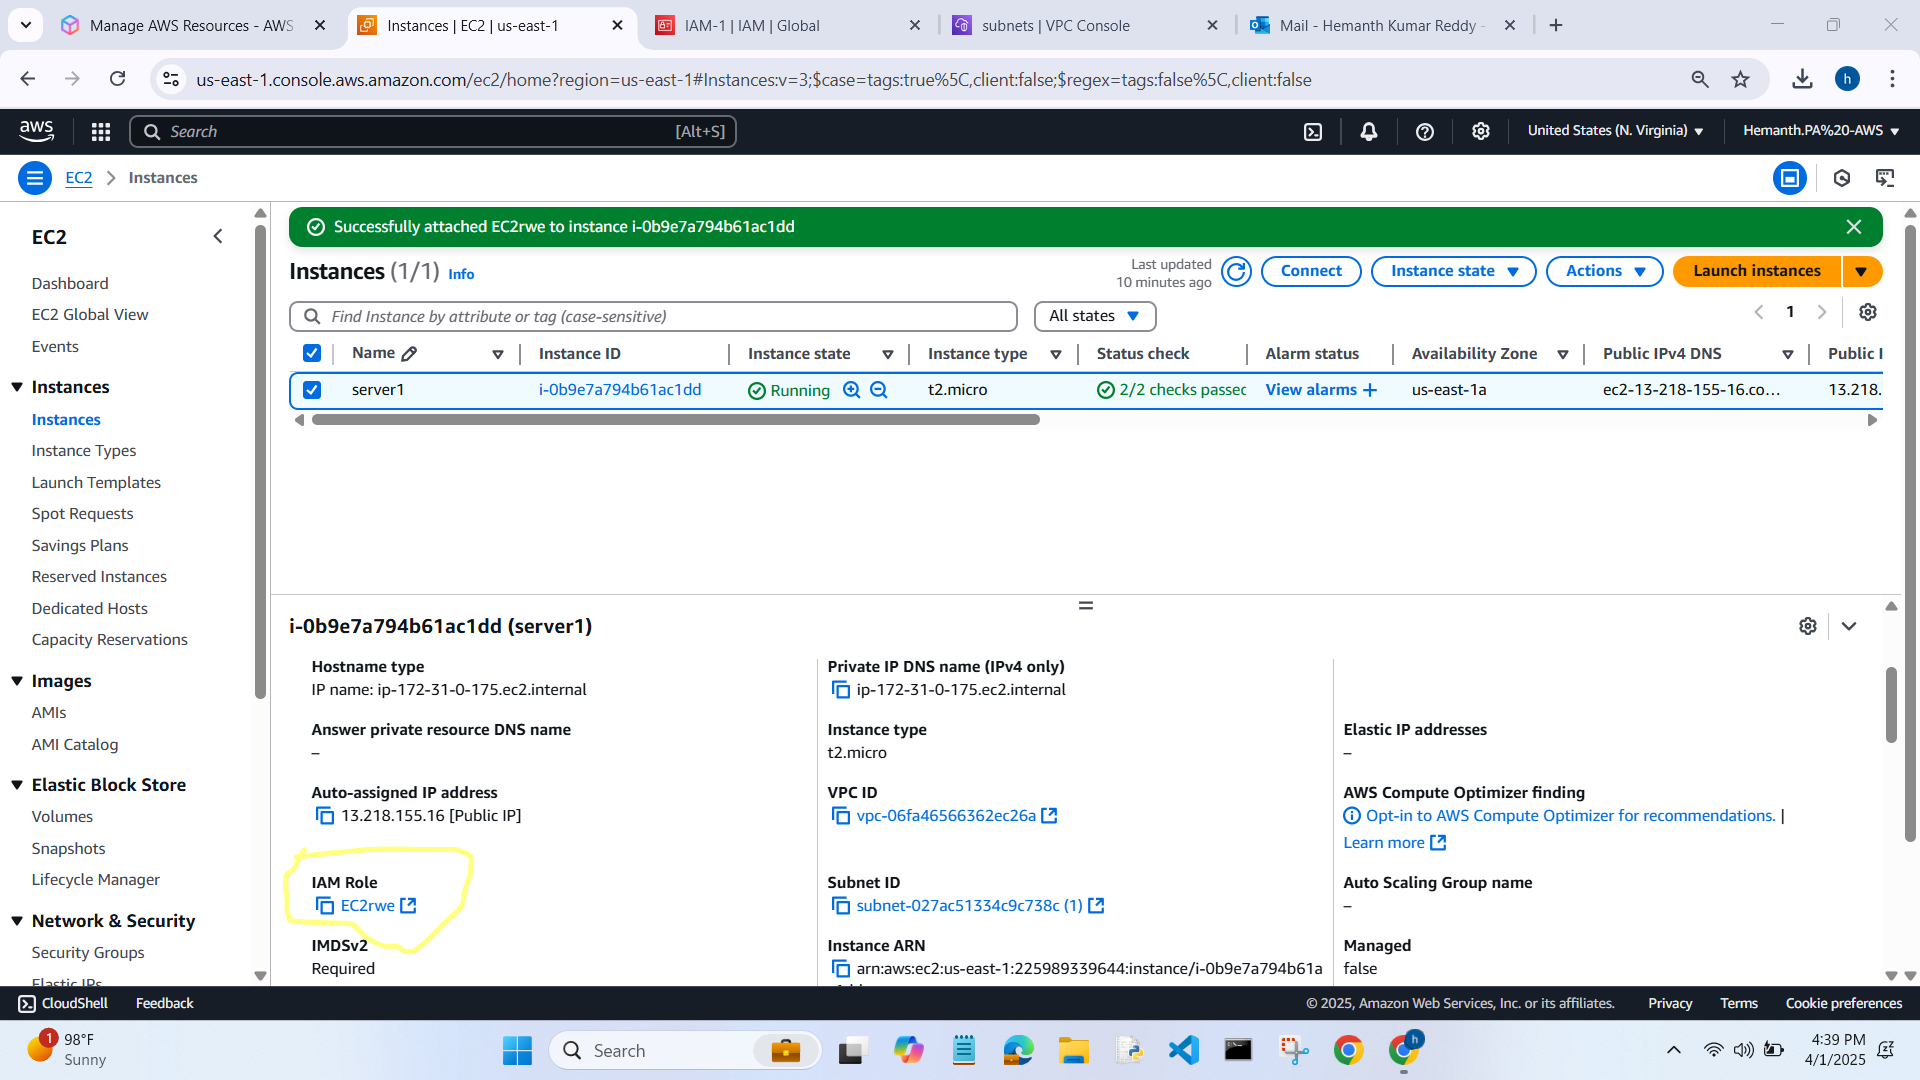 Manage AWS Resources - AWS
Instances | EC2 | us-east-1
IAM-1 | IAM | Global
subnets | VPC Console
Mail - Hemanth Kumar Reddy -
us-east-1.console.aws.amazon.com/ec2/home?region=us-east-1#Instances:v=3;$case=tags:true%5C,client:false;$regex=tags:false%5C,client:false
h
aws
Search [Alt+S]
United States (N. Virginia)
Hemanth.PA%20-AWS
EC2 > Instances
EC2
Dashboard
EC2 Global View
Events
Instances
Instances
Instance Types
Launch Templates
Spot Requests
Savings Plans
Reserved Instances
Dedicated Hosts
Capacity Reservations
Images
AMIs
AMI Catalog
Elastic Block Store
Volumes
Snapshots
Lifecycle Manager
Network & Security
Security Groups
Elastic IPs
Successfully attached EC2rwe to instance i-0b9e7a794b61ac1dd
Instances (1/1) Info
Last updated
10 minutes ago
Connect
Instance state
Actions
Launch instances
Find Instance by attribute or tag (case-sensitive)
All states
1
Name Instance ID Instance state Instance type Status check Alarm status Availability Zone Public IPv4 DNS Public I
server1 i-0b9e7a794b61ac1dd Running t2.micro 2/2 checks passec View alarms + us-east-1a ec2-13-218-155-16.co... 13.218.
i-0b9e7a794b61ac1dd (server1)
Hostname type
IP name: ip-172-31-0-175.ec2.internal
Private IP DNS name (IPv4 only)
ip-172-31-0-175.ec2.internal
Answer private resource DNS name
–
Instance type
t2.micro
Elastic IP addresses
–
Auto-assigned IP address
13.218.155.16 [Public IP]
VPC ID
vpc-06fa46566362ec26a
AWS Compute Optimizer finding
Opt-in to AWS Compute Optimizer for recommendations. |
Learn more
IAM Role
EC2rwe
Subnet ID
subnet-027ac51334c9c738c (1)
Auto Scaling Group name
–
IMDSv2
Required
Instance ARN
arn:aws:ec2:us-east-1:225989339644:instance/i-0b9e7a794b61a
Managed
false
CloudShell
Feedback
© 2025, Amazon Web Services, Inc. or its affiliates.
Privacy
Terms
Cookie preferences
1
98°F
Sunny
Search
h
4:39 PM
4/1/2025